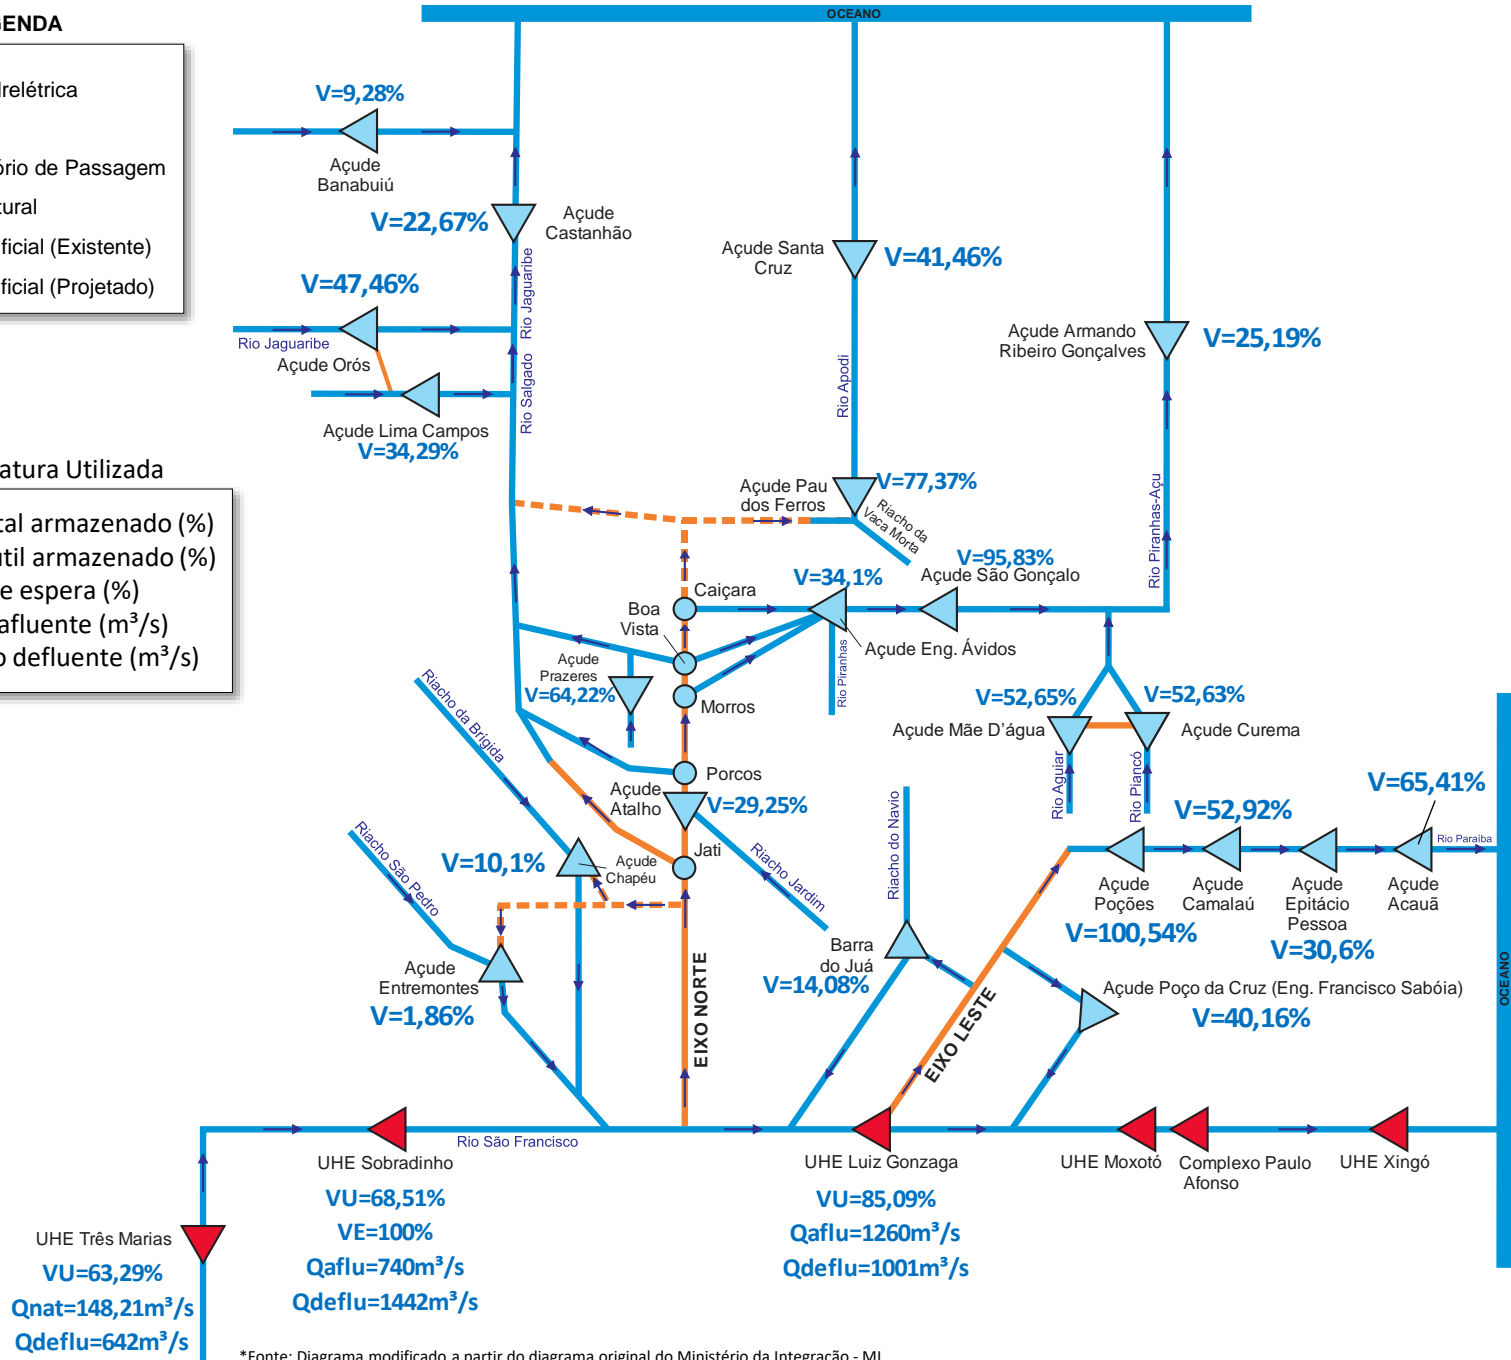 OCEANO
GENDA
drelétrica
ório de Passagem
tural
ificial (Existente)
ificial (Projetado)
V=9,28%
Açude
Banabuiú
V=22,67%
Açude
Castanhão
V=47,46%
Rio Jaguaribe
Açude Orós
Rio Jaguaribe
Rio Salgado
Açude Lima Campos
V=34,29%
Açude Santa
Cruz
V=41,46%
Rio Apodi
Açude Armando
Ribeiro Gonçalves
V=25,19%
Rio Piranhas-Açu
atura Utilizada
tal armazenado (%)
útil armazenado (%)
e espera (%)
afluente (m³/s)
o defluente (m³/s)
Açude Pau
dos Ferros
V=77,37%
Riacho da
Vaca Morta
V=95,83%
Açude São Gonçalo
V=34,1%
Caiçara
Boa
Vista
Açude Eng. Ávidos
Rio Piranhas
Açude
Prazeres
V=64,22%
Morros
Riacho da Brigida
Porcos
Açude
Atalho
V=29,25%
V=52,65%
V=52,63%
Açude Mãe D'água
Açude Curema
Rio Aguiar
Rio Piancó
V=65,41%
V=52,92%
Rio Paraiba
Riacho do Navio
Riacho São Pedro
V=10,1%
Açude
Chapéu
Jati
Riacho Jardim
Açude
Poções
Açude
Camalaú
Açude
Epitácio
Pessoa
Açude
Acauã
V=100,54%
V=30,6%
Barra
do Juá
V=14,08%
Açude
Entremontes
V=1,86%
EIXO NORTE
EIXO LESTE
Açude Poço da Cruz (Eng. Francisco Sabóia)
V=40,16%
OCEANO
Rio São Francisco
UHE Sobradinho
VU=68,51%
VE=100%
Qaflu=740m³/s
Qdeflu=1442m³/s
UHE Luiz Gonzaga
VU=85,09%
Qaflu=1260m³/s
Qdeflu=1001m³/s
UHE Moxotó
Complexo Paulo
Afonso
UHE Xingó
UHE Três Marias
VU=63,29%
Qnat=148,21m³/s
Qdeflu=642m³/s
*Fonte: Diagrama modificado a partir do diagrama original do Ministério da Integração - MI